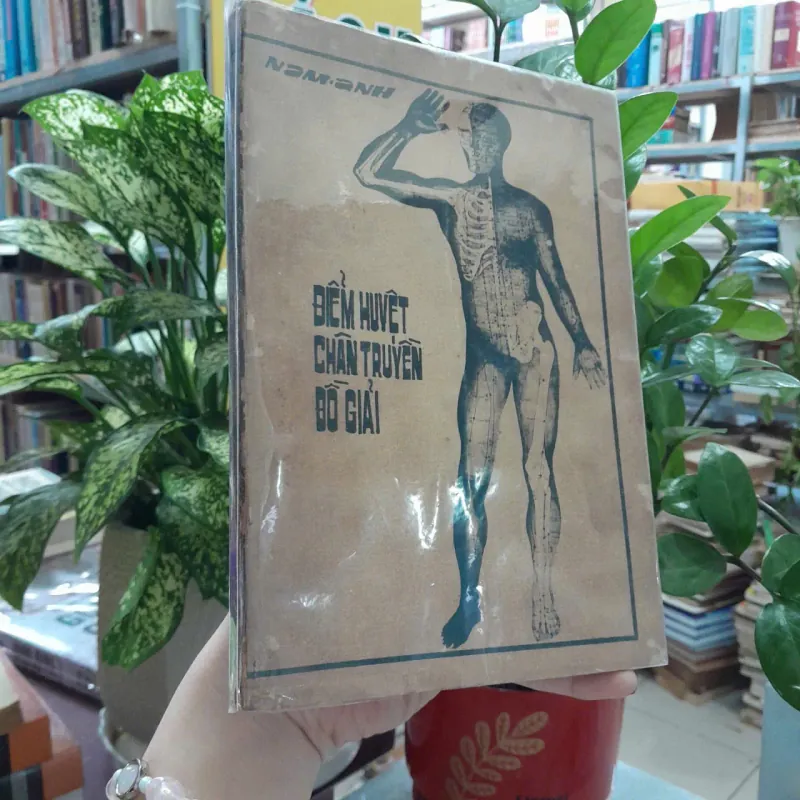 NAM·ANH
ĐIỂM HUYỆT
CHÂN TRUYỀN
ĐỒ GIẢI